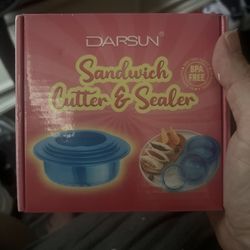 DARSUN
Sandwich
Cutter & Sealer
BPA
FREE